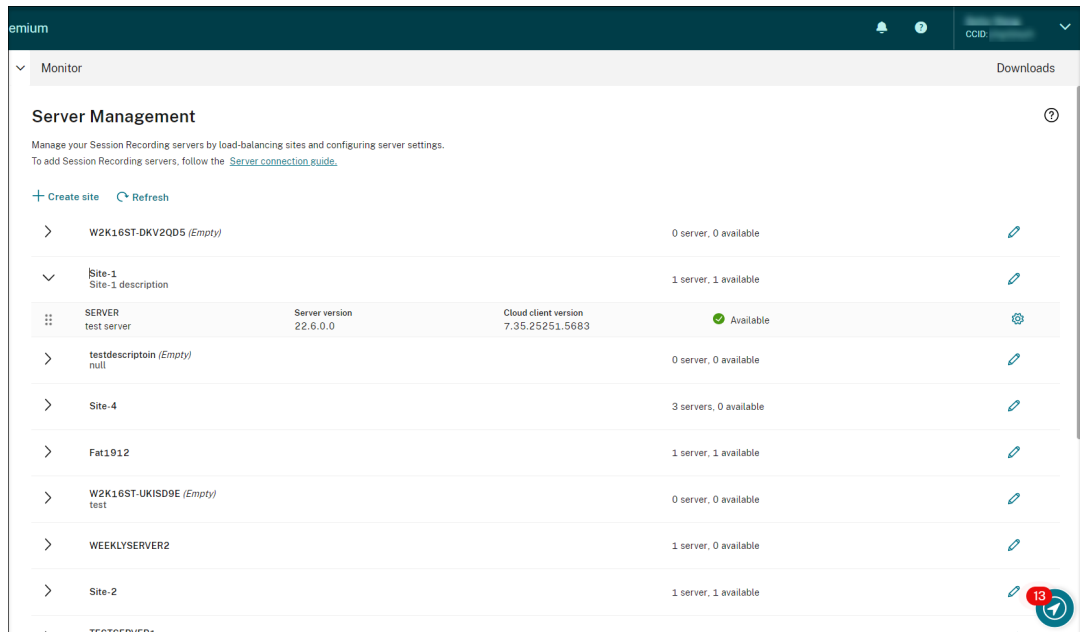 emium
CCID:
Monitor Downloads
Server Management
Manage your Session Recording servers by load-balancing sites and configuring server settings.
To add Session Recording servers, follow the Server connection guide.
Create site Refresh
W2K16ST-DKV2QD5 (Empty) 0 server, 0 available
Site-1
Site-1 description
1 server, 1 available
SERVER Server version Cloud client version
test server 22.6.0.0 7.35.25251.5683
Available
testdescriptoin (Empty)
null
0 server, 0 available
Site-4 3 servers, 0 available
Fat1912 1 server, 1 available
W2K16ST-UKISD9E (Empty)
test
0 server, 0 available
WEEKLYSERVER2 1 server, 0 available
Site-2 1 server, 1 available
13